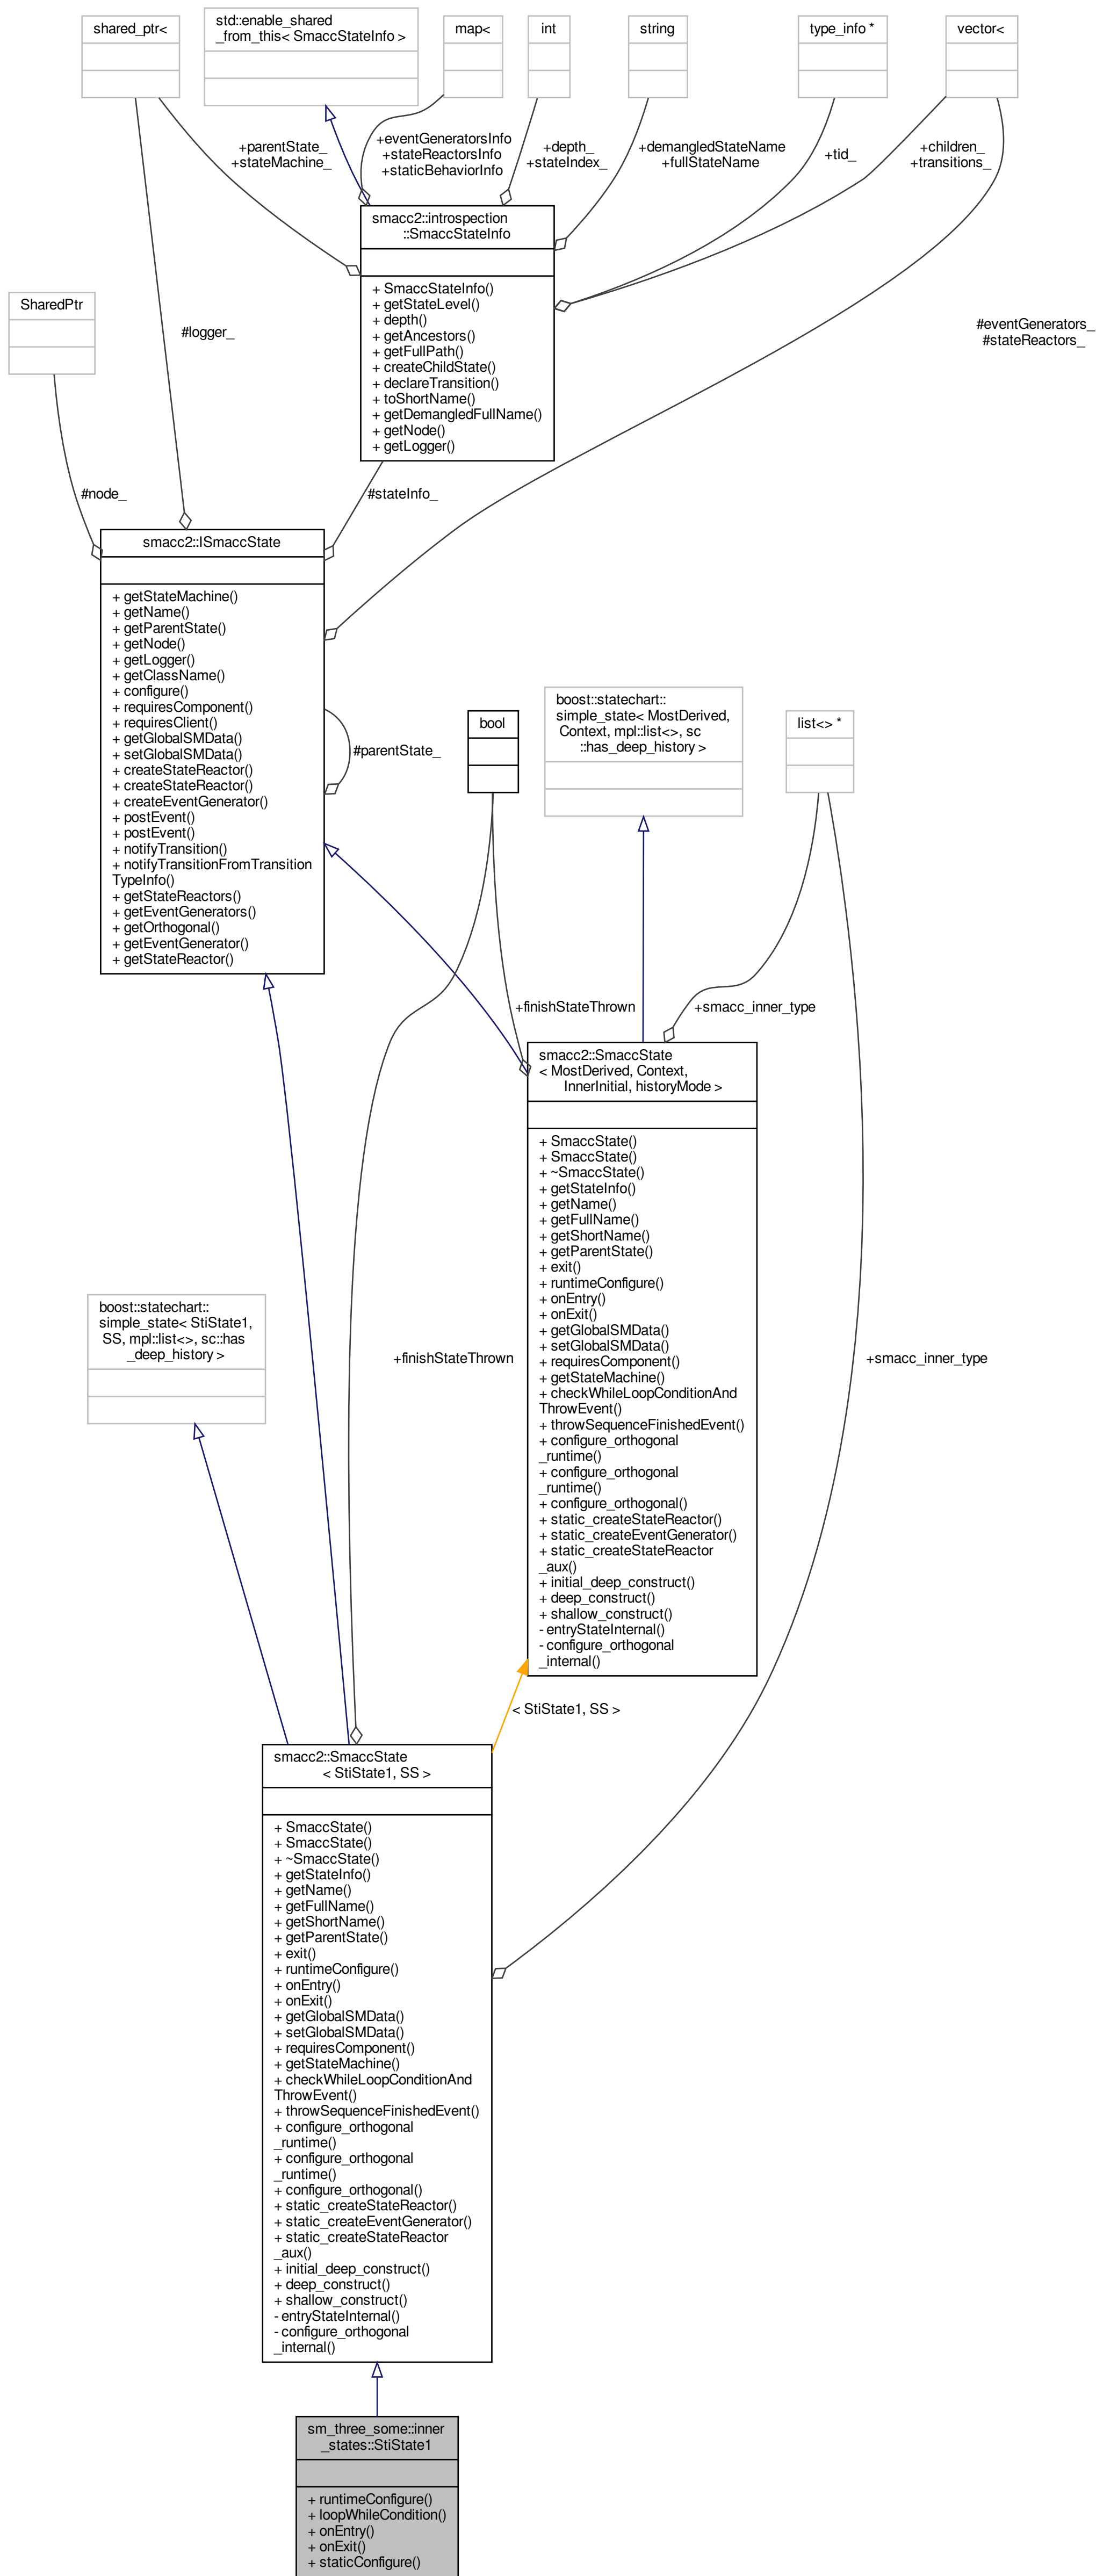 shared_ptr<
std::enable_shared
_from_this< SmaccStateInfo >
map<
int
string
type_info *
vector<
+parentState_
+stateMachine_
+eventGeneratorsInfo
+stateReactorsInfo
+staticBehaviorInfo
+depth_
+stateIndex_
+demangledStateName
+fullStateName
+tid_
+children_
+transitions_
smacc2::introspection
::SmaccStateInfo
+ SmaccStateInfo()
+ getStateLevel()
+ depth()
+ getAncestors()
+ getFullPath()
+ createChildState()
+ declareTransition()
+ toShortName()
+ getDemangledFullName()
+ getNode()
+ getLogger()
SharedPtr
#logger_
#eventGenerators_
#stateReactors_
#node_
#stateInfo_
smacc2::ISmaccState
+ getStateMachine()
+ getName()
+ getParentState()
+ getNode()
+ getLogger()
+ getClassName()
+ configure()
+ requiresComponent()
+ requiresClient()
+ getGlobalSMData()
+ setGlobalSMData()
+ createStateReactor()
+ createStateReactor()
+ createEventGenerator()
+ postEvent()
+ postEvent()
+ notifyTransition()
+ notifyTransitionFromTransition
TypeInfo()
+ getStateReactors()
+ getEventGenerators()
+ getOrthogonal()
+ getEventGenerator()
+ getStateReactor()
#parentState_
bool
boost::statechart::
simple_state< MostDerived,
Context, mpl::list<>, sc
::has_deep_history >
list<> *
+finishStateThrown
+smacc_inner_type
smacc2::SmaccState
< MostDerived, Context,
InnerInitial, historyMode >
+ SmaccState()
+ SmaccState()
+ ~SmaccState()
+ getStateInfo()
+ getName()
+ getFullName()
+ getShortName()
+ getParentState()
+ exit()
+ runtimeConfigure()
+ onEntry()
+ onExit()
+ getGlobalSMData()
+ setGlobalSMData()
+ requiresComponent()
+ getStateMachine()
+ checkWhileLoopConditionAnd
ThrowEvent()
+ throwSequenceFinishedEvent()
+ configure_orthogonal
_runtime()
+ configure_orthogonal
_runtime()
+ configure_orthogonal()
+ static_createStateReactor()
+ static_createEventGenerator()
+ static_createStateReactor
_aux()
+ initial_deep_construct()
+ deep_construct()
+ shallow_construct()
- entryStateInternal()
- configure_orthogonal
_internal()
boost::statechart::
simple_state< StiState1,
SS, mpl::list<>, sc::has
_deep_history >
+finishStateThrown
+smacc_inner_type
< StiState1, SS >
smacc2::SmaccState
< StiState1, SS >
+ SmaccState()
+ SmaccState()
+ ~SmaccState()
+ getStateInfo()
+ getName()
+ getFullName()
+ getShortName()
+ getParentState()
+ exit()
+ runtimeConfigure()
+ onEntry()
+ onExit()
+ getGlobalSMData()
+ setGlobalSMData()
+ requiresComponent()
+ getStateMachine()
+ checkWhileLoopConditionAnd
ThrowEvent()
+ throwSequenceFinishedEvent()
+ configure_orthogonal
_runtime()
+ configure_orthogonal
_runtime()
+ configure_orthogonal()
+ static_createStateReactor()
+ static_createEventGenerator()
+ static_createStateReactor
_aux()
+ initial_deep_construct()
+ deep_construct()
+ shallow_construct()
- entryStateInternal()
- configure_orthogonal
_internal()
sm_three_some::inner
_states::StiState1
+ runtimeConfigure()
+ loopWhileCondition()
+ onEntry()
+ onExit()
+ staticConfigure()